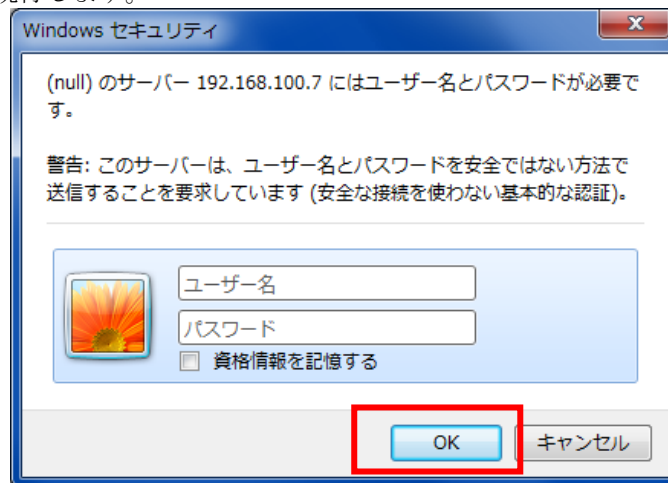 します。
Windows セキュリティ
(null) のサーバー 192.168.100.7 にはユーザー名とパスワードが必要で
す。
警告: このサーバーは、ユーザー名とパスワードを安全ではない方法で
送信することを要求しています (安全な接続を使わない基本的な認証)。
ユーザー名
パスワード
資格情報を記憶する
OK
キャンセル